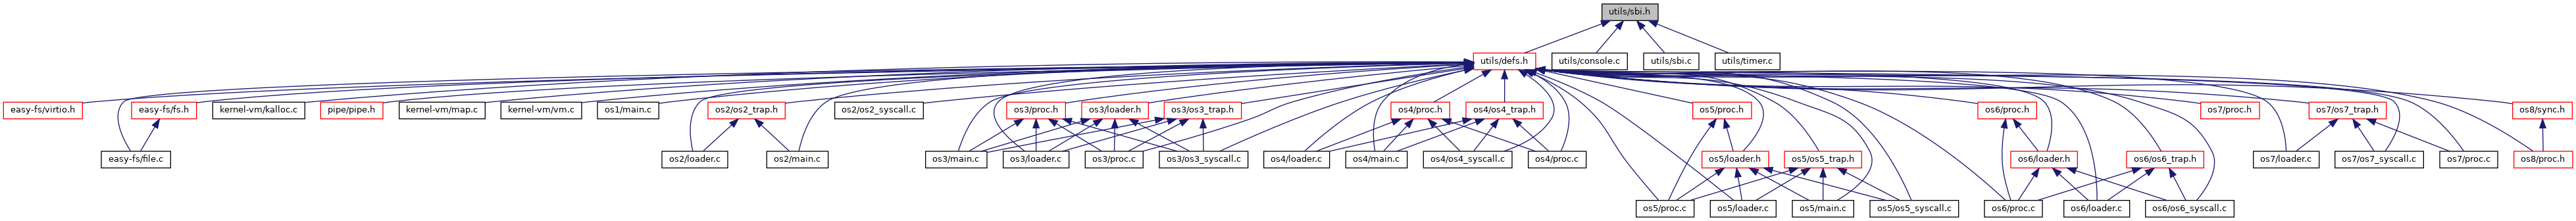 utils/sbi.h
utils/defs.h
utils/console.c
utils/sbi.c
utils/timer.c
easy-fs/virtio.h
easy-fs/fs.h
kernel-vm/kalloc.c
pipe/pipe.h
kernel-vm/map.c
kernel-vm/vm.c
os1/main.c
os2/os2_trap.h
os2/os2_syscall.c
os3/proc.h
os3/loader.h
os3/os3_trap.h
os4/proc.h
os4/os4_trap.h
os5/proc.h
os6/proc.h
os7/proc.h
os7/os7_trap.h
os8/sync.h
easy-fs/file.c
os2/loader.c
os2/main.c
os3/main.c
os3/loader.c
os3/proc.c
os3/os3_syscall.c
os4/loader.c
os4/main.c
os4/os4_syscall.c
os4/proc.c
os5/loader.h
os5/os5_trap.h
os6/loader.h
os6/os6_trap.h
os7/loader.c
os7/os7_syscall.c
os7/proc.c
os8/proc.h
os5/proc.c
os5/loader.c
os5/main.c
os5/os5_syscall.c
os6/proc.c
os6/loader.c
os6/os6_syscall.c